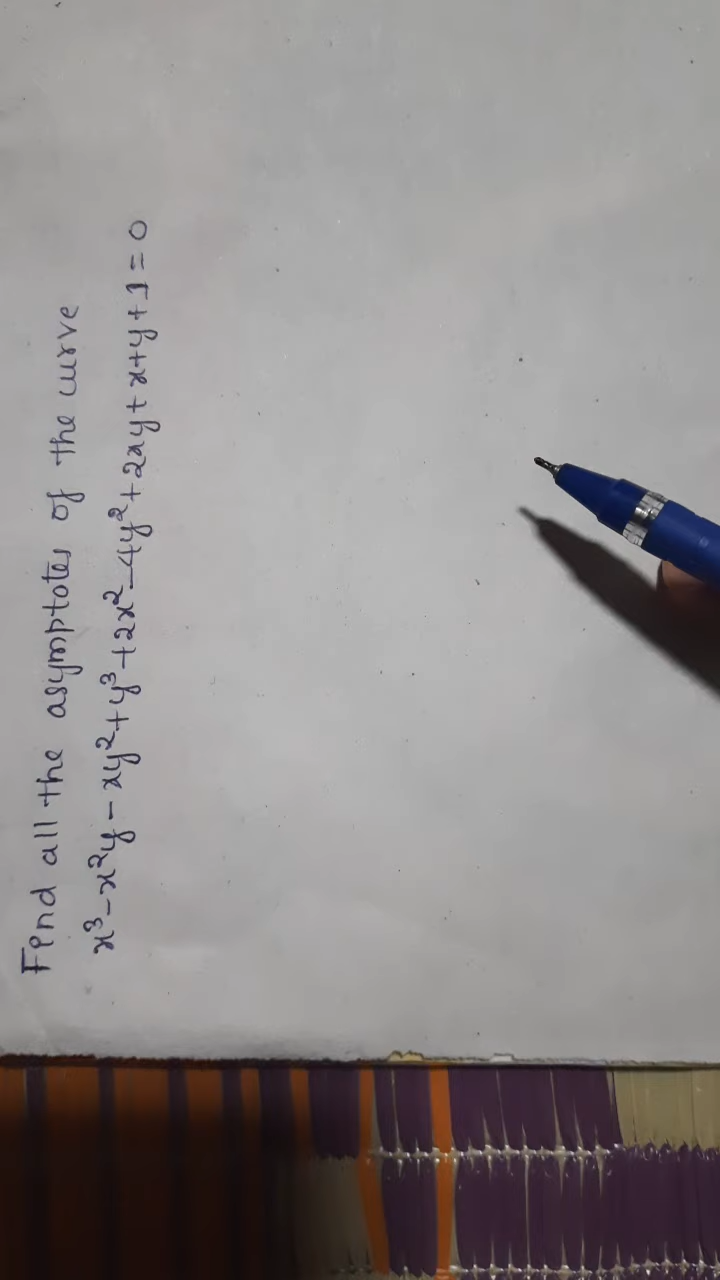 Find all the asymptotes of the curve
x³-x²y-xy²+y³+2x²-4y²+2xy+x+y+1=0